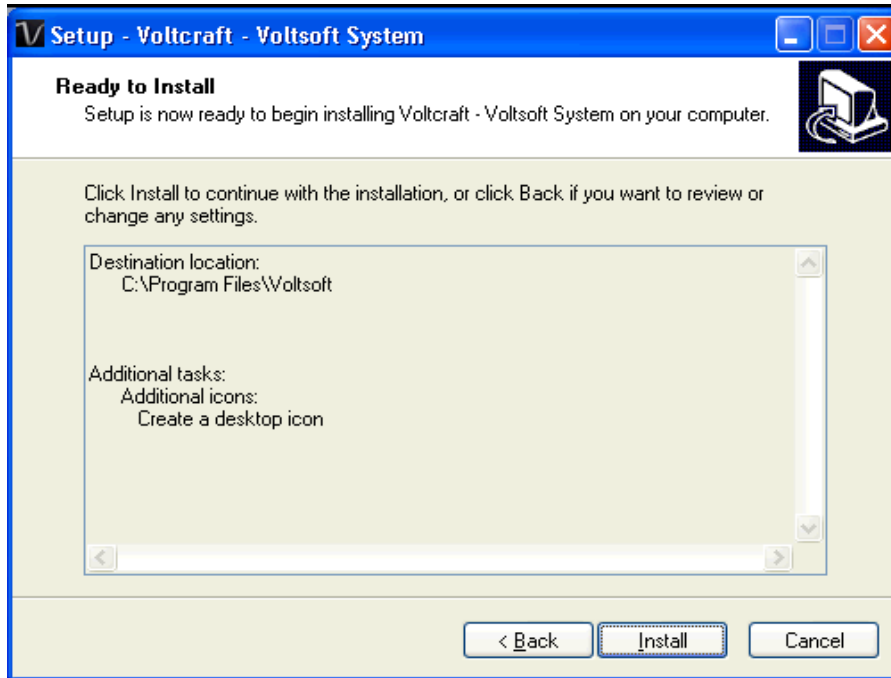 Setup - Voltcraft - Voltsoft System
Ready to Install
Setup is now ready to begin installing Voltcraft - Voltsoft System on your computer.
Click Install to continue with the installation, or click Back if you want to review or
change any settings.
Destination location:
C:\Program Files\Voltsoft
Additional tasks:
Additional icons:
Create a desktop icon
< Back
Install
Cancel